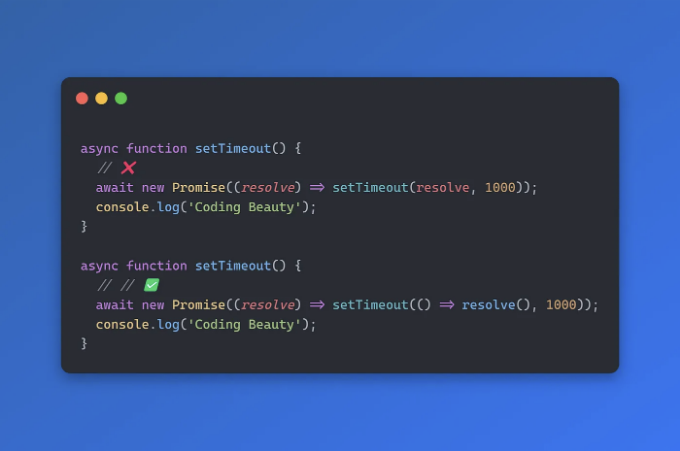 async function setTimeout() {
  // ❌
  await new Promise((resolve) => setTimeout(resolve, 1000));
  console.log('Coding Beauty');
}

async function setTimeout() {
  // // ✅
  await new Promise((resolve) => setTimeout(() => resolve(), 1000));
  console.log('Coding Beauty');
}